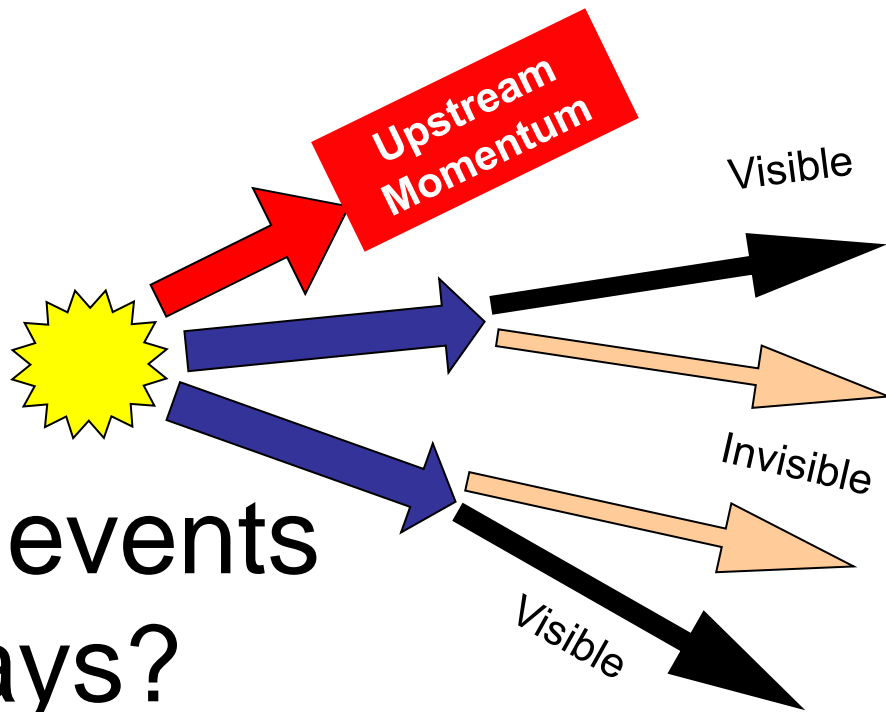 Upstream
Momentum
Visible
Invisible
events
Visible
ays?